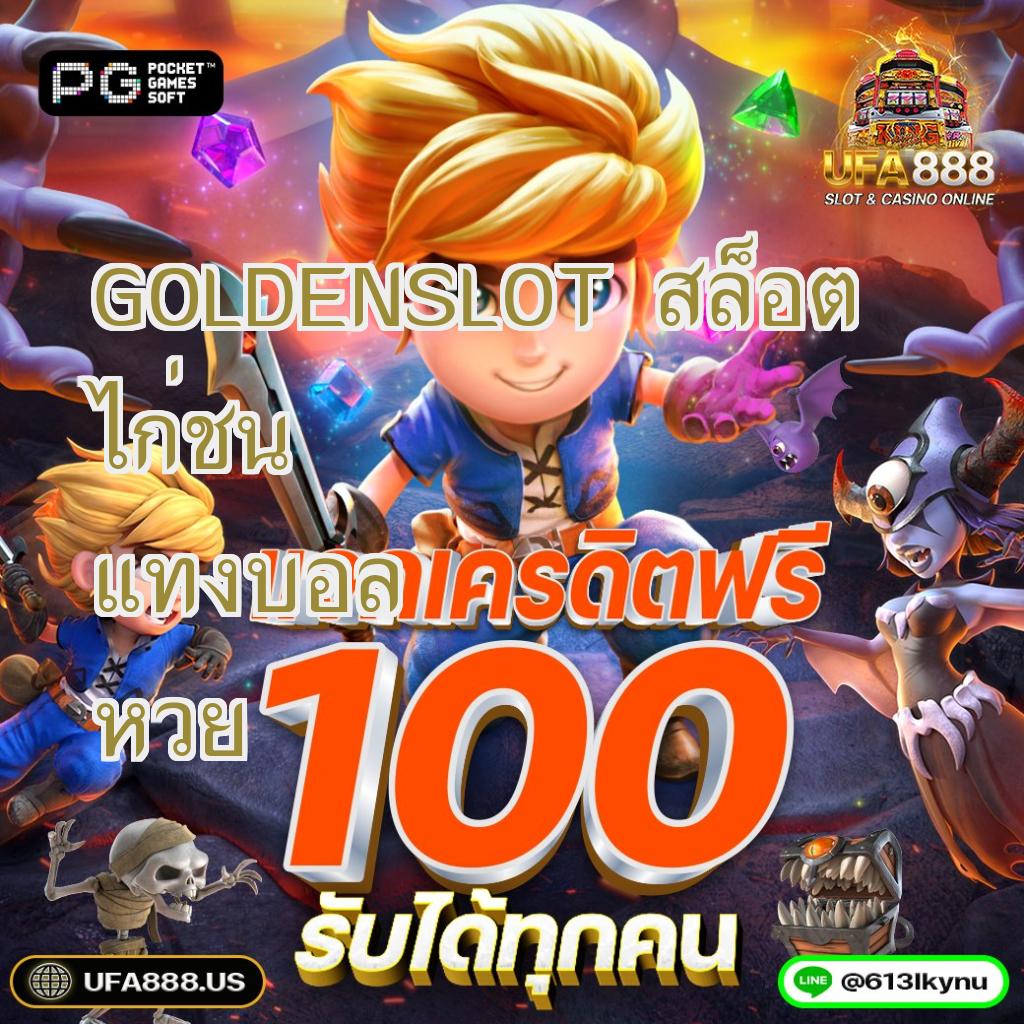 PG POCKET GAMES SOFT™
UFA888
SLOT & CASINO ONLINE
GOLDENSLOT สล็อต
ไก่ชน
แทงบอล
เครดิตฟรี
หวย
100
รับได้ทุกคน
UFA888.US
LINE @613lkynu